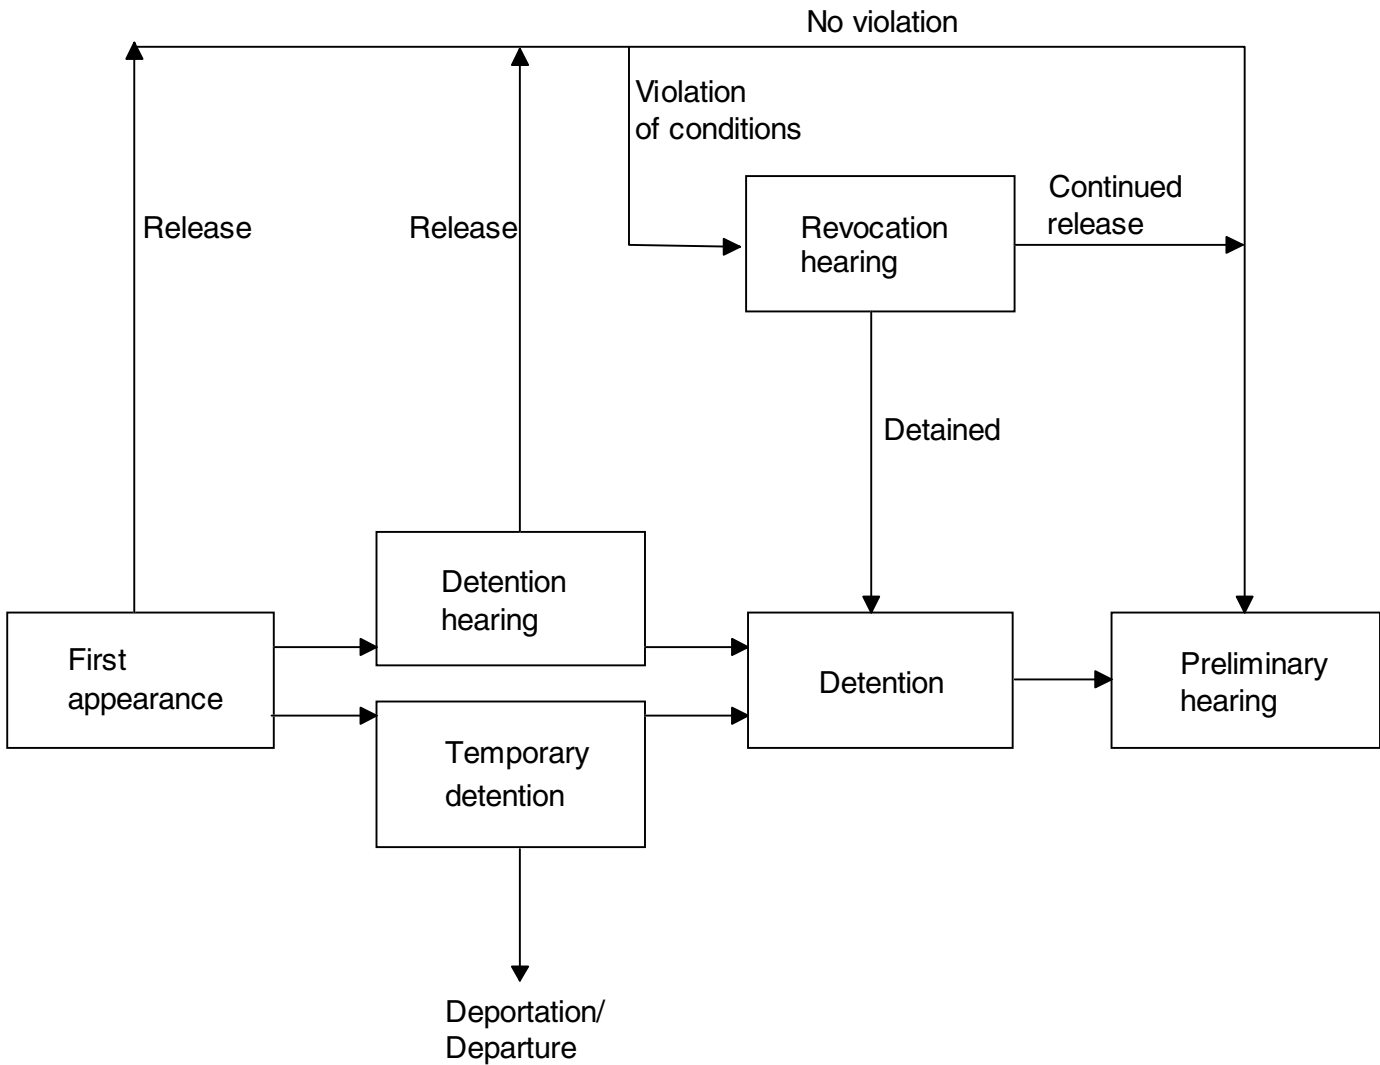 No violation
Violation
of conditions
Release
Release
Revocation
hearing
Continued
release
Detained
Detention
hearing
First
appearance
Temporary
detention
Detention
Preliminary
hearing
Deportation/
Departure